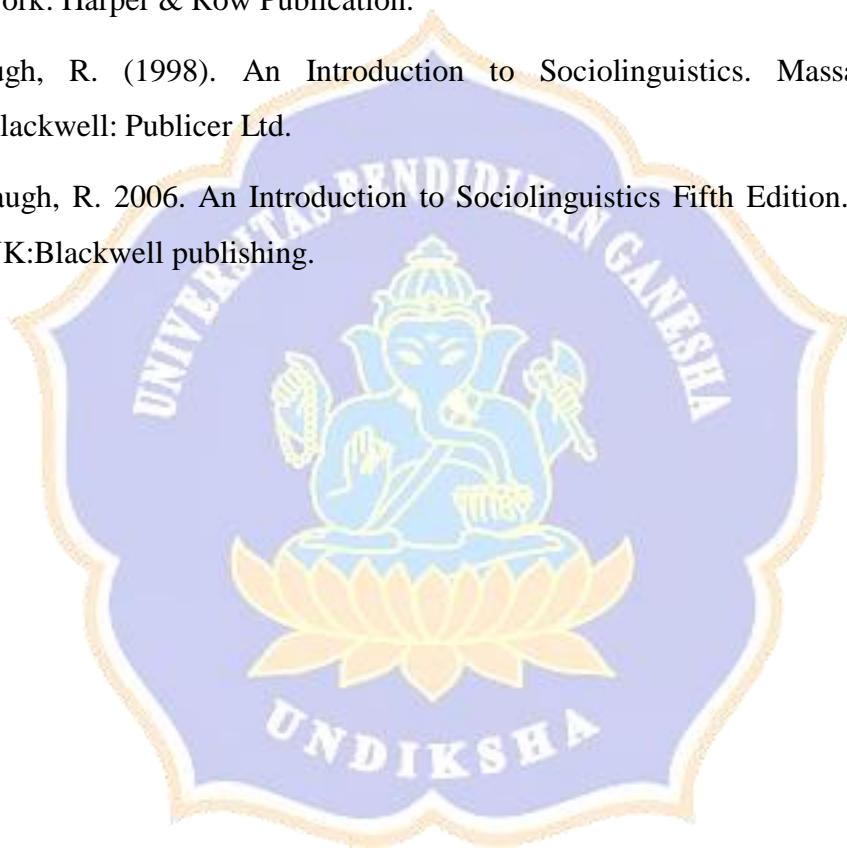 ork: Harper & Row Publication.
ugh, R. (1998). An Introduction to Sociolinguistics. Massa
lackwell: Publicer Ltd.
augh, R. 2006. An Introduction to Sociolinguistics Fifth Edition.
K:Blackwell publishing.
UNIVERSITAS PENDIDIKAN GANESHA
UNDIKSHA